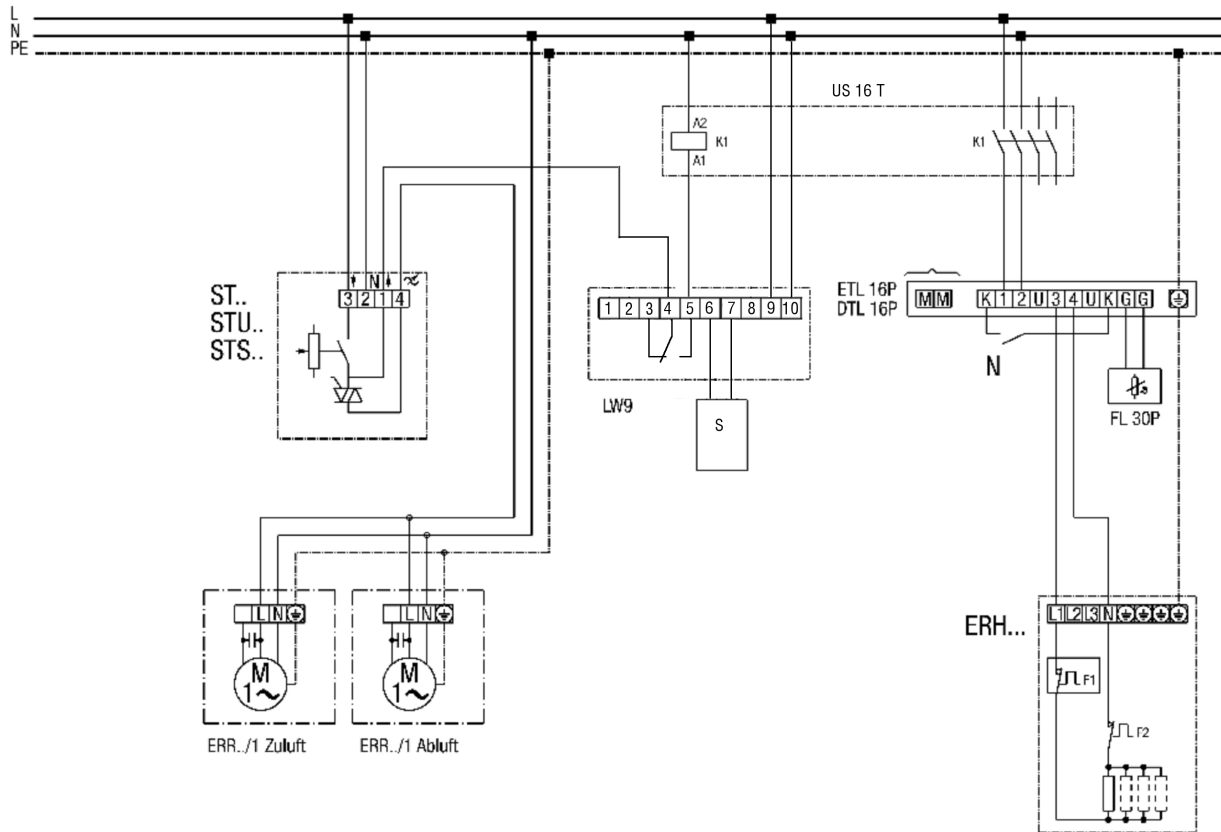 L
N
PE
US 16 T
A2
K1
A1
K1
ST..
STU..
STS..
N
3 2 1 4
1 2 3 4 5 6 7 8 9 10
LW9
S
ETL 16P
DTL 16P
M M K 1 2 U 3 4 U K G G
N
FL 30P
L N
M
1~
ERR../1 Zuluft
L N
M
1~
ERR../1 Abluft
ERH...
L1 L2 L3 N
F1
F2